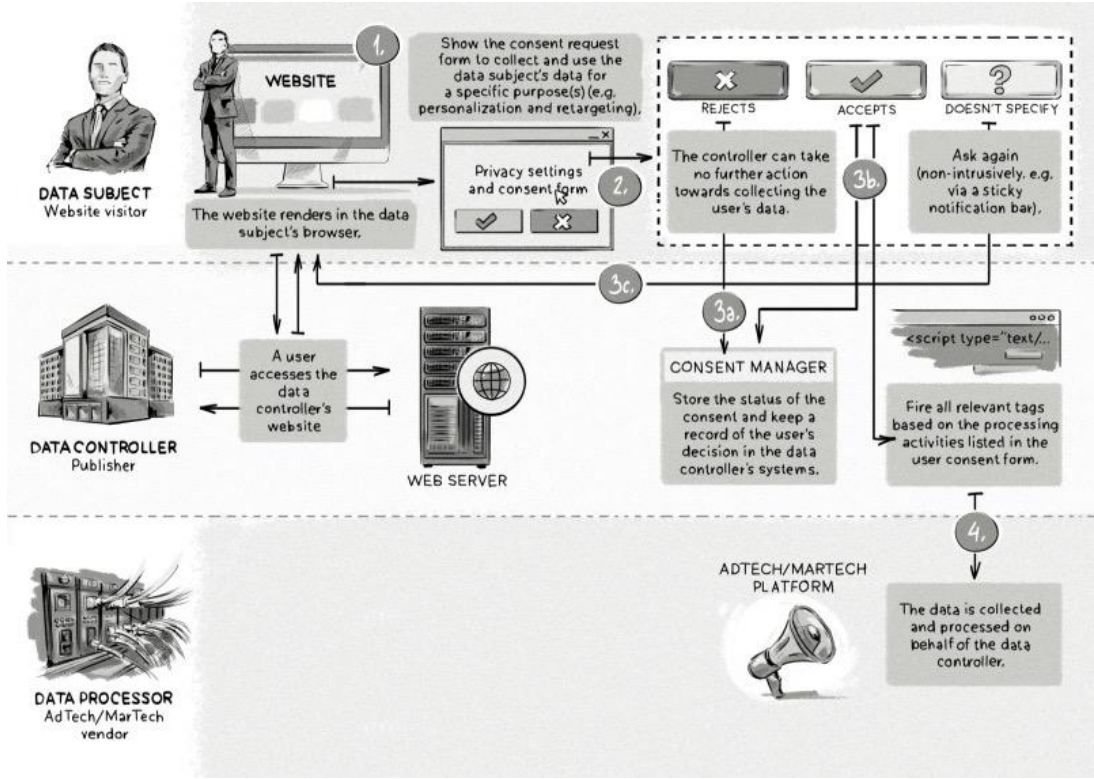 1.
WEBSITE
DATA SUBJECT
Website visitor
The website renders in the data
subject's browser.
Show the consent request
form to collect and use the
data subject's data for
a specific purpose(s) (e.g.
personalization and retargeting).
Privacy settings
and consent form
2.
REJECTS
ACCEPTS
DOESN'T SPECIFY
The controller can take
no further action
towards collecting the
user's data.
3b.
Ask again
(non-intrusively, e.g.
via a sticky
notification bar).
3c.
3a.
DATA CONTROLLER
Publisher
A user
accesses the
data
controller's
website
WEB SERVER
CONSENT MANAGER
Store the status of the
consent and keep a
record of the user's
decision in the data
controller's systems.
<script type="text/...
Fire all relevant tags
based on the processing
activities listed in the
user consent form.
4.
DATA PROCESSOR
AdTech/MarTech
vendor
ADTECH/MARTECH
PLATFORM
The data is collected
and processed on
behalf of the data
controller.